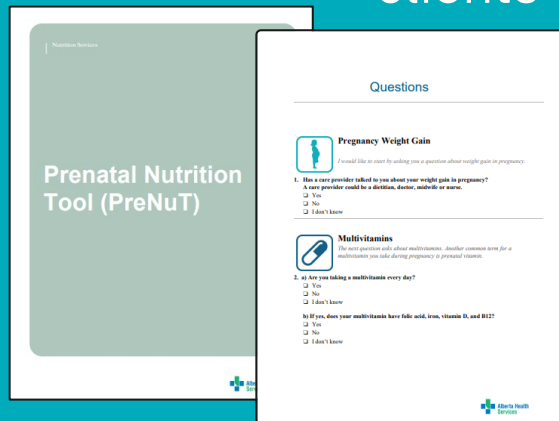 clients
Nutrition Services
Prenatal Nutrition
Tool (PreNuT)
Questions
Pregnancy Weight Gain
I would like to start by asking you a question about weight gain in pregnancy.
1. Has a care provider talked to you about your weight gain in pregnancy?
A care provider could be a dietitian, doctor, midwife or nurse.
❑ Yes
❑ No
❑ I don't know
Multivitamins
The next question asks about multivitamins. Another common term for a
multivitamin you take during pregnancy is prenatal vitamin.
2. a) Are you taking a multivitamin every day?
❑ Yes
❑ No
❑ I don't know
b) If yes, does your multivitamin have folic acid, iron, vitamin D, and B12?
❑ Yes
❑ No
❑ I don't know
Alberta Health
Services